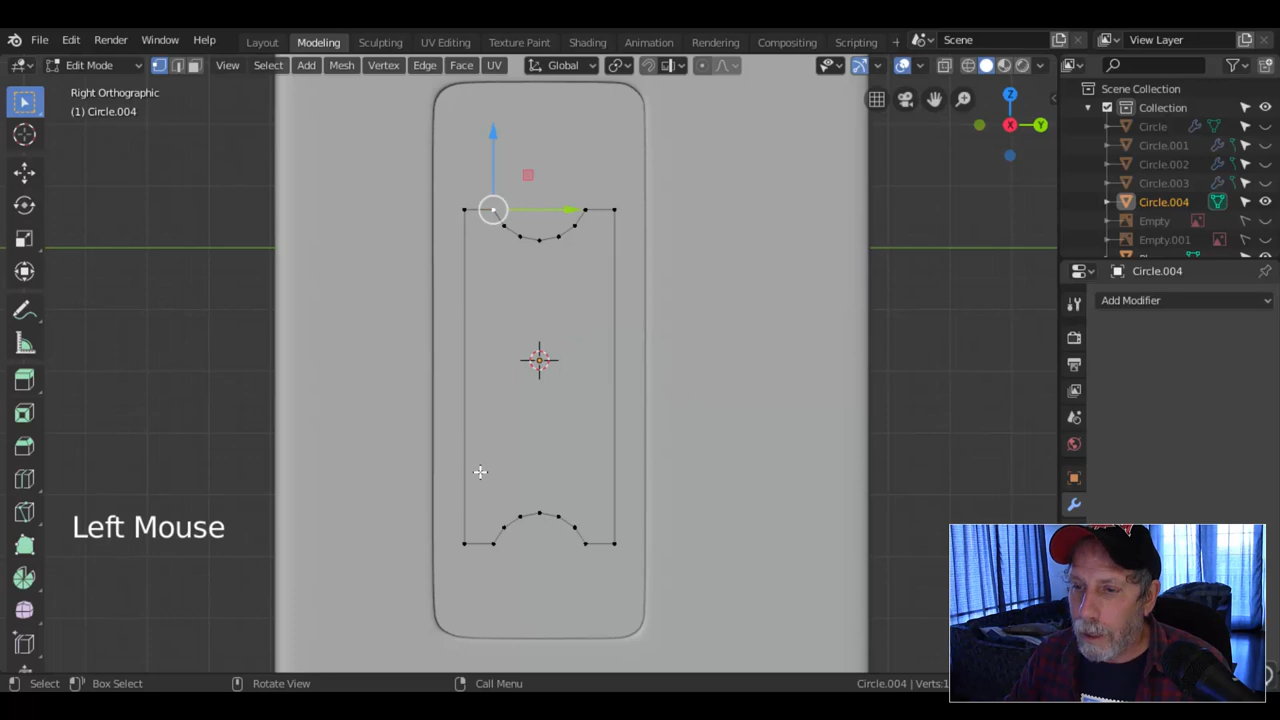 File Edit Render Window Help
Layout Modeling Sculpting UV Editing Texture Paint Shading Animation Rendering Compositing Scripting +
Scene
View Layer
Edit Mode
View Select Add Mesh Vertex Edge Face UV
Global
Right Orthographic
(1) Circle.004
Z
X
Y
Scene Collection
Collection
Circle
Circle.001
Circle.002
Circle.003
Circle.004
Empty
Empty.001
Circle.004
Add Modifier
Left Mouse
Select
Box Select
Rotate View
Call Menu
Circle.004 | Verts:1